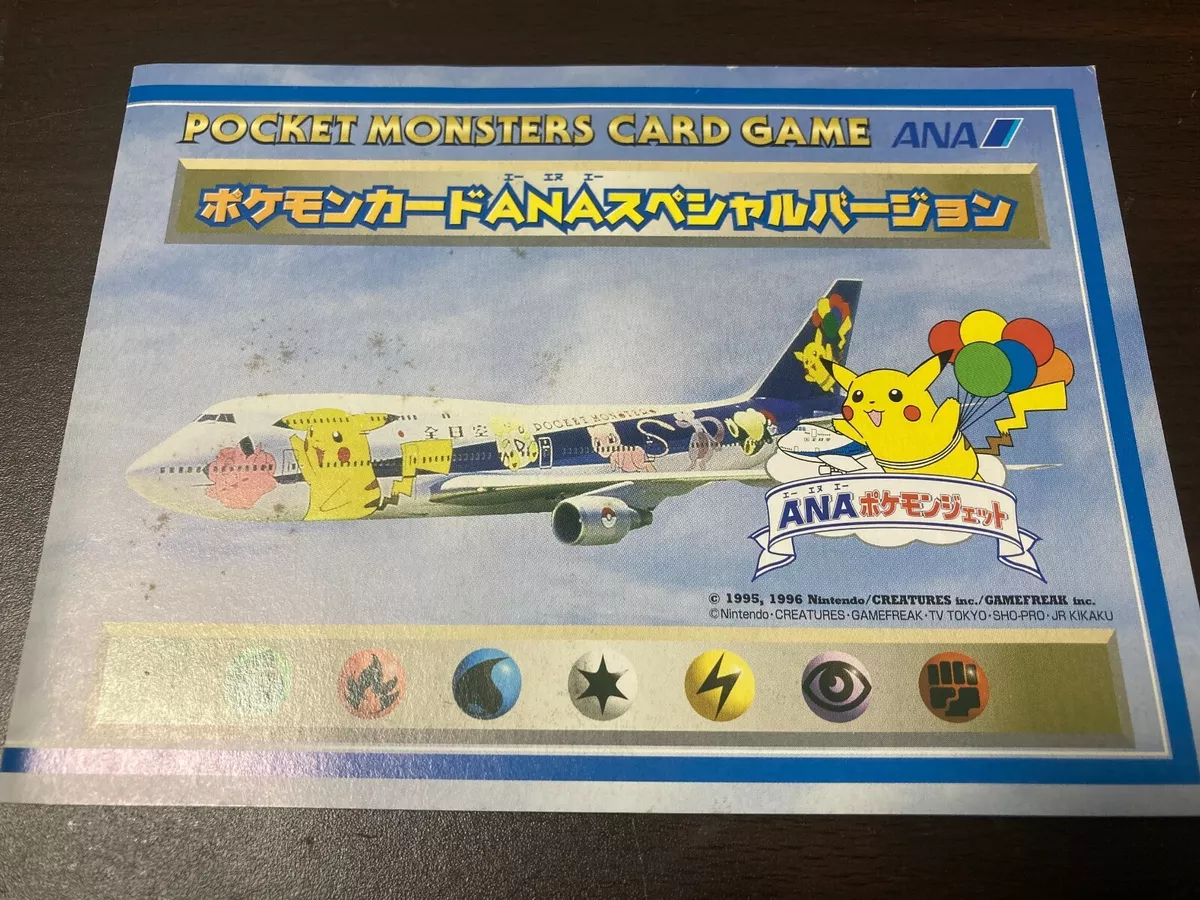 POCKET MONSTERS CARD GAME ANA
エー エヌ エー
ポケモンカードANAスペシャルバージョン
全日空
POCKET MONSTERS
エー エヌ エー
ANAポケモンジェット
© 1995, 1996 Nintendo/CREATURES inc./GAMEFREAK inc.
©Nintendo・CREATURES・GAMEFREAK・TV TOKYO・SHO-PRO・JR KIKAKU